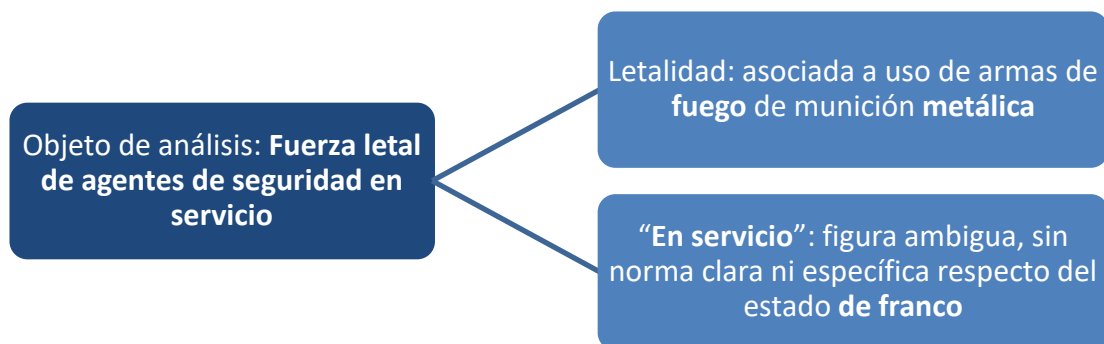 Objeto de análisis: Fuerza letal
de agentes de seguridad en
servicio
Letalidad: asociada a uso de armas de
fuego de munición metálica
“En servicio”: figura ambigua, sin
norma clara ni específica respecto del
estado de franco